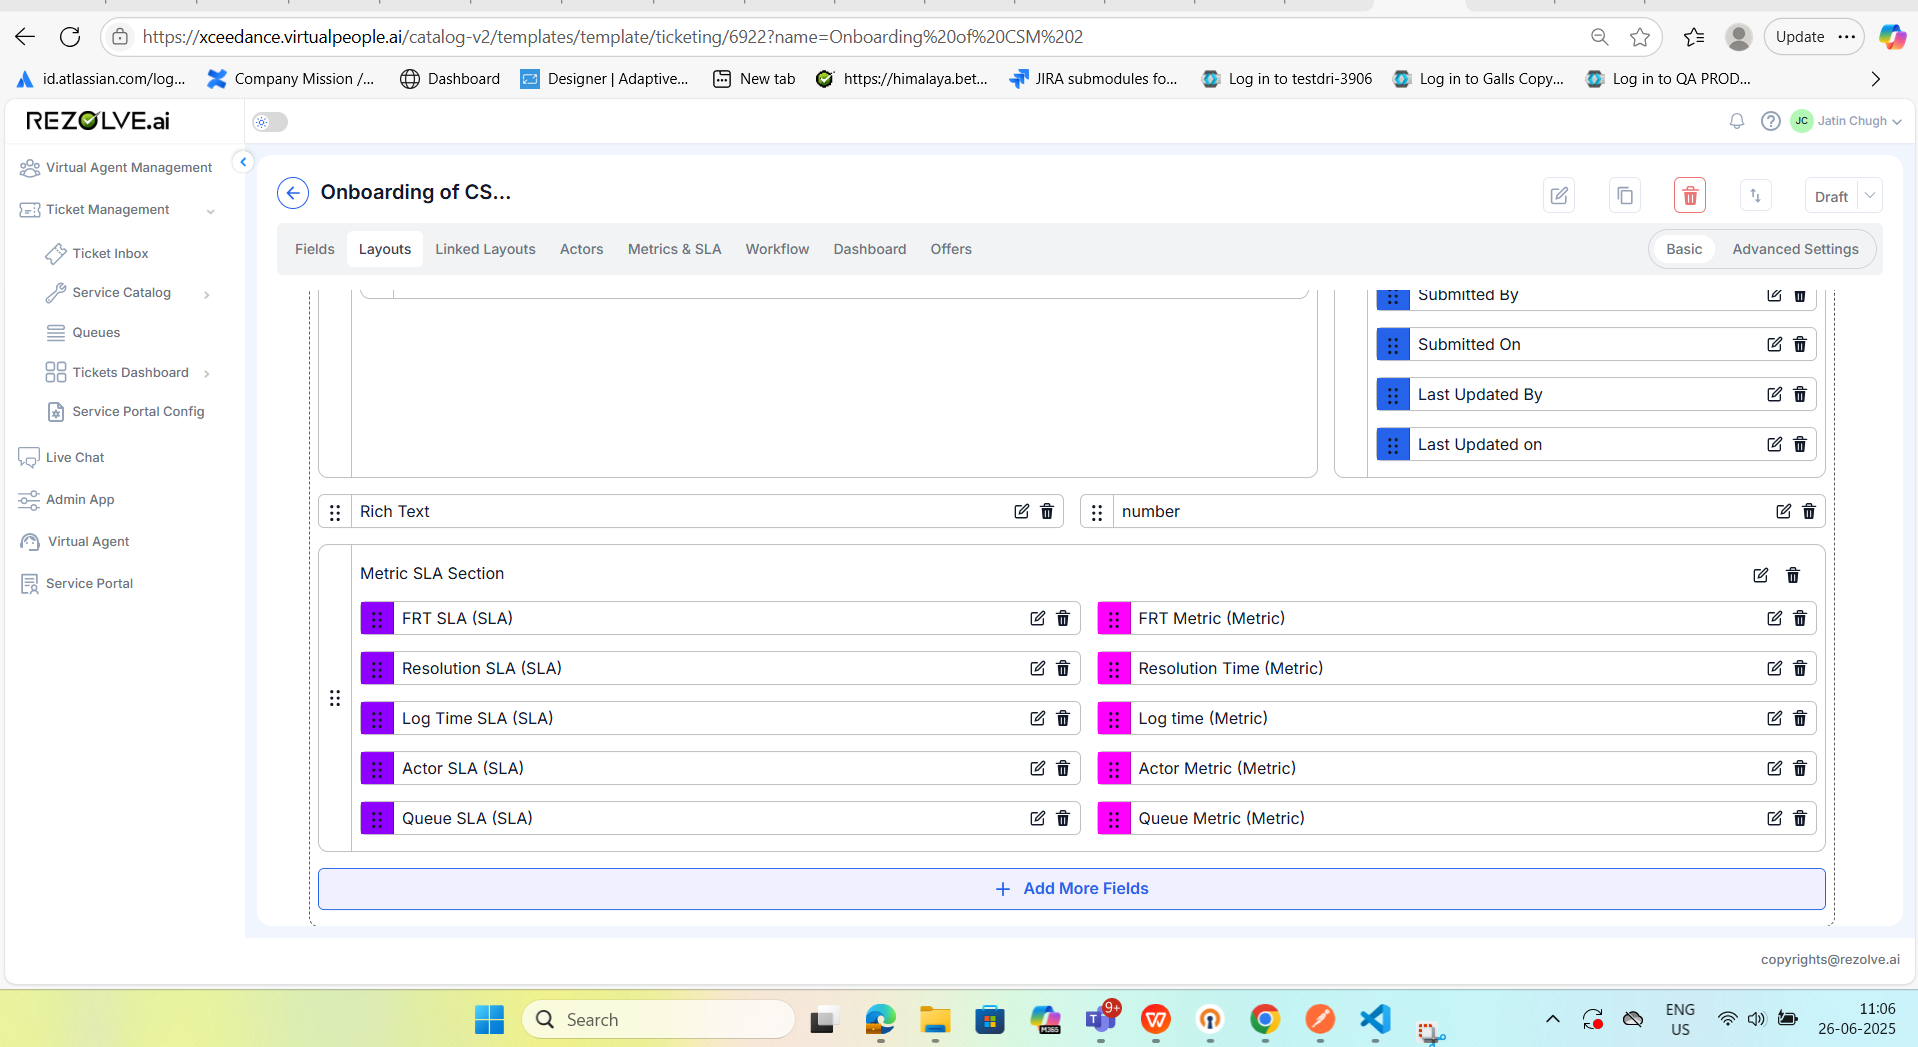 https://xceedance.virtualpeople.ai/catalog-v2/templates/template/ticketing/6922?name=Onboarding%20of%20CSM%202
Update
id.atlassian.com/log...
Company Mission /...
Dashboard
Designer | Adaptive...
New tab
https://himalaya.bet...
JIRA submodules fo...
Log in to testdri-3906
Log in to Galls Copy...
Log in to QA PROD...
REZOLVE.ai
JC
Jatin Chugh
Virtual Agent Management
Ticket Management
Ticket Inbox
Service Catalog
Queues
Tickets Dashboard
Service Portal Config
Live Chat
Admin App
Virtual Agent
Service Portal
Onboarding of CS...
Draft
Fields
Layouts
Linked Layouts
Actors
Metrics & SLA
Workflow
Dashboard
Offers
Basic
Advanced Settings
Submitted By
Submitted On
Last Updated By
Last Updated on
Rich Text
number
Metric SLA Section
FRT SLA (SLA)
FRT Metric (Metric)
Resolution SLA (SLA)
Resolution Time (Metric)
Log Time SLA (SLA)
Log time (Metric)
Actor SLA (SLA)
Actor Metric (Metric)
Queue SLA (SLA)
Queue Metric (Metric)
+ Add More Fields
copyrights@rezolve.ai
Search
M365
9+
ENG
US
11:06
26-06-2025